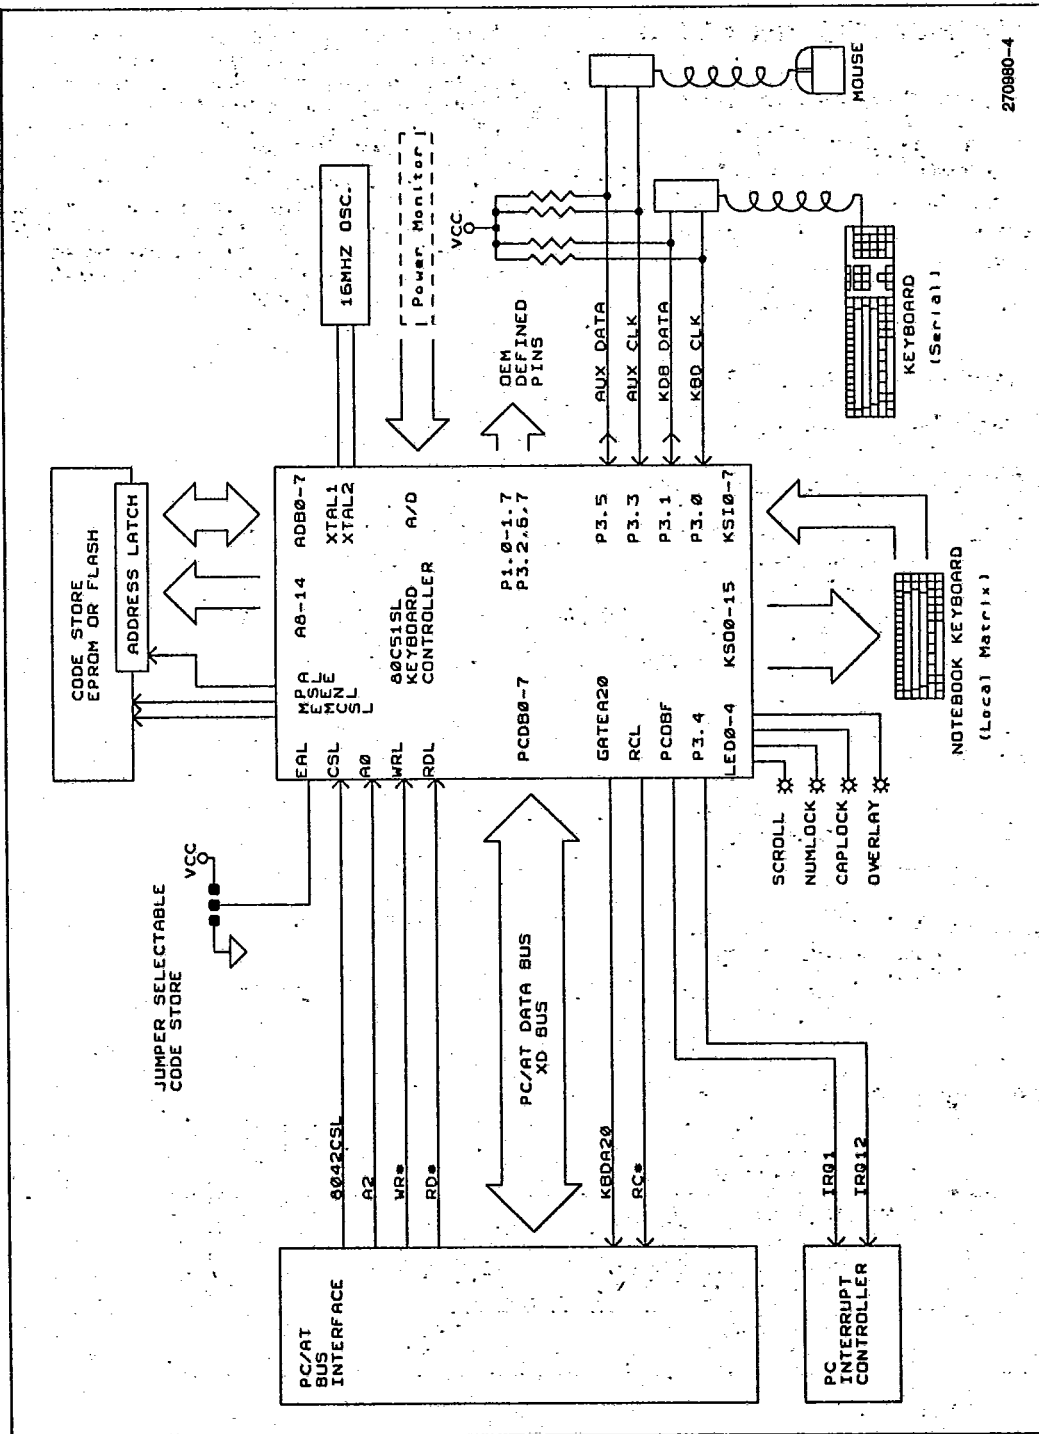 CODE STORE
EPROM OR FLASH
ADDRESS LATCH
16MHZ OSC.
Power Monitor
VCC
MOUSE
270980-4
JUMPER SELECTABLE
CODE STORE
VCC
OEM
DEFINED
PINS
EAL
MEMCSL
PSENL
ALE
A8-14
ADB0-7
CSL
A0
WRL
RDL
XTAL1
XTAL2
80C51SL
KEYBOARD
CONTROLLER
A/D
PCDB0-7
P1.0-1.7
P3.2,6,7
GATEA20
RCL
PCOBF
P3.4
LED0-4
KSO0-15
KSI0-7
P3.5
P3.3
P3.1
P3.0
AUX DATA
AUX CLK
KDB DATA
KBD CLK
KEYBOARD
(Serial)
NOTEBOOK KEYBOARD
(Local Matrix)
SCROLL
NUMLOCK
CAPLOCK
OVERLAY
8042CSL
A2
WR*
RD*
PC/AT DATA BUS
XD BUS
KBDA20
RC*
IRQ1
IRQ12
PC/AT
BUS
INTERFACE
PC
INTERRUPT
CONTROLLER